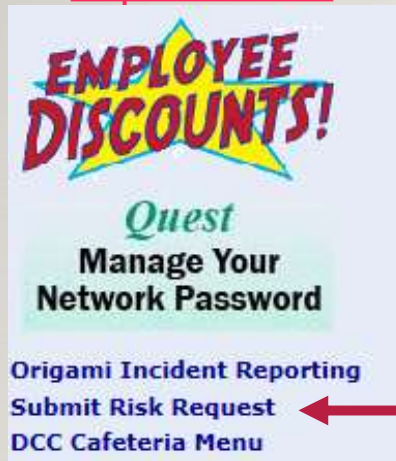 EMPLOYEE
DISCOUNTS!
Quest
Manage Your
Network Password
Origami Incident Reporting
Submit Risk Request
DCC Cafeteria Menu